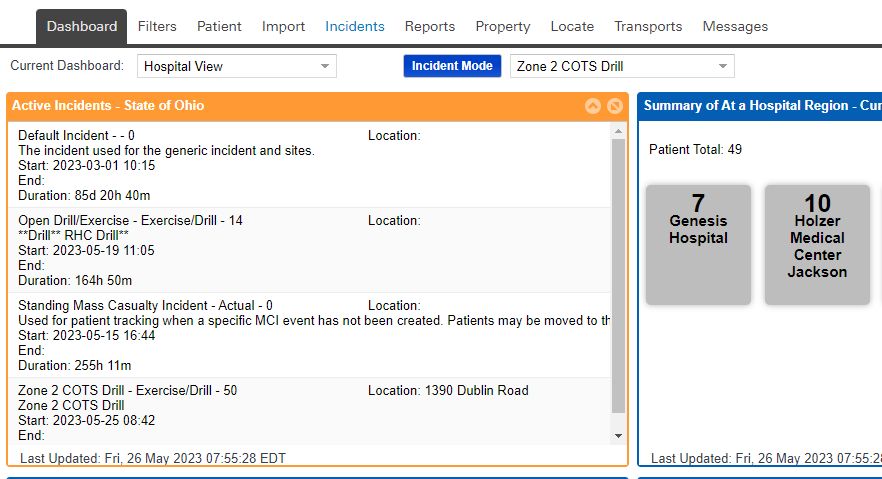 Dashboard Filters Patient Import Incidents Reports Property Locate Transports Messages
Current Dashboard: Hospital View Incident Mode Zone 2 COTS Drill
Active Incidents - State of Ohio
Default Incident - - 0 Location:
The incident used for the generic incident and sites.
Start: 2023-03-01 10:15
End:
Duration: 85d 20h 40m
Open Drill/Exercise - Exercise/Drill - 14 Location:
**Drill** RHC Drill**
Start: 2023-05-19 11:05
End:
Duration: 164h 50m
Standing Mass Casualty Incident - Actual - 0 Location:
Used for patient tracking when a specific MCI event has not been created. Patients may be moved to th
Start: 2023-05-15 16:44
End:
Duration: 255h 11m
Zone 2 COTS Drill - Exercise/Drill - 50 Location: 1390 Dublin Road
Zone 2 COTS Drill
Start: 2023-05-25 08:42
End:
Last Updated: Fri, 26 May 2023 07:55:28 EDT
Summary of At a Hospital Region - Cur
Patient Total: 49
7
Genesis
Hospital
10
Holzer
Medical
Center
Jackson
Last Updated: Fri, 26 May 2023 07:55:28